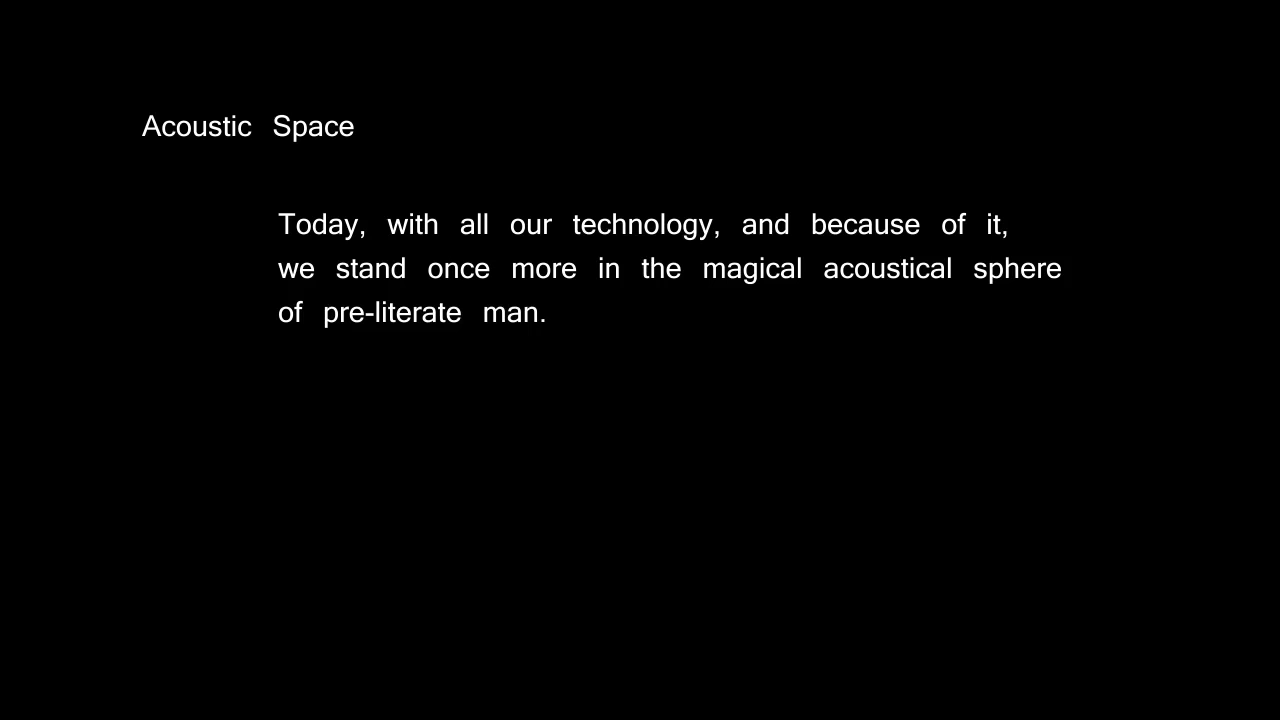 Acoustic Space
Today, with all our technology, and because of it,
we stand once more in the magical acoustical sphere
of pre-literate man.